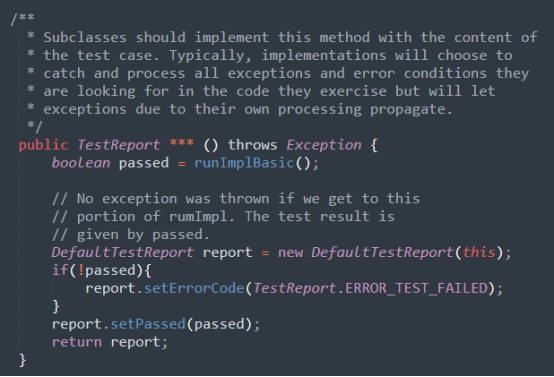 /**
* Subclasses should implement this method with the content of
* the test case. Typically, implementations will choose to
* catch and process all exceptions and error conditions they
* are looking for in the code they exercise but will let
* exceptions due to their own processing propagate.
*/
public TestReport *** () throws Exception {
boolean passed = runImplBasic();
// No exception was thrown if we get to this
// portion of rumImpl. The test result is
// given by passed.
DefaultTestReport report = new DefaultTestReport(this);
if(!passed){
report.setErrorCode(TestReport.ERROR_TEST_FAILED);
}
report.setPassed(passed);
return report;
}